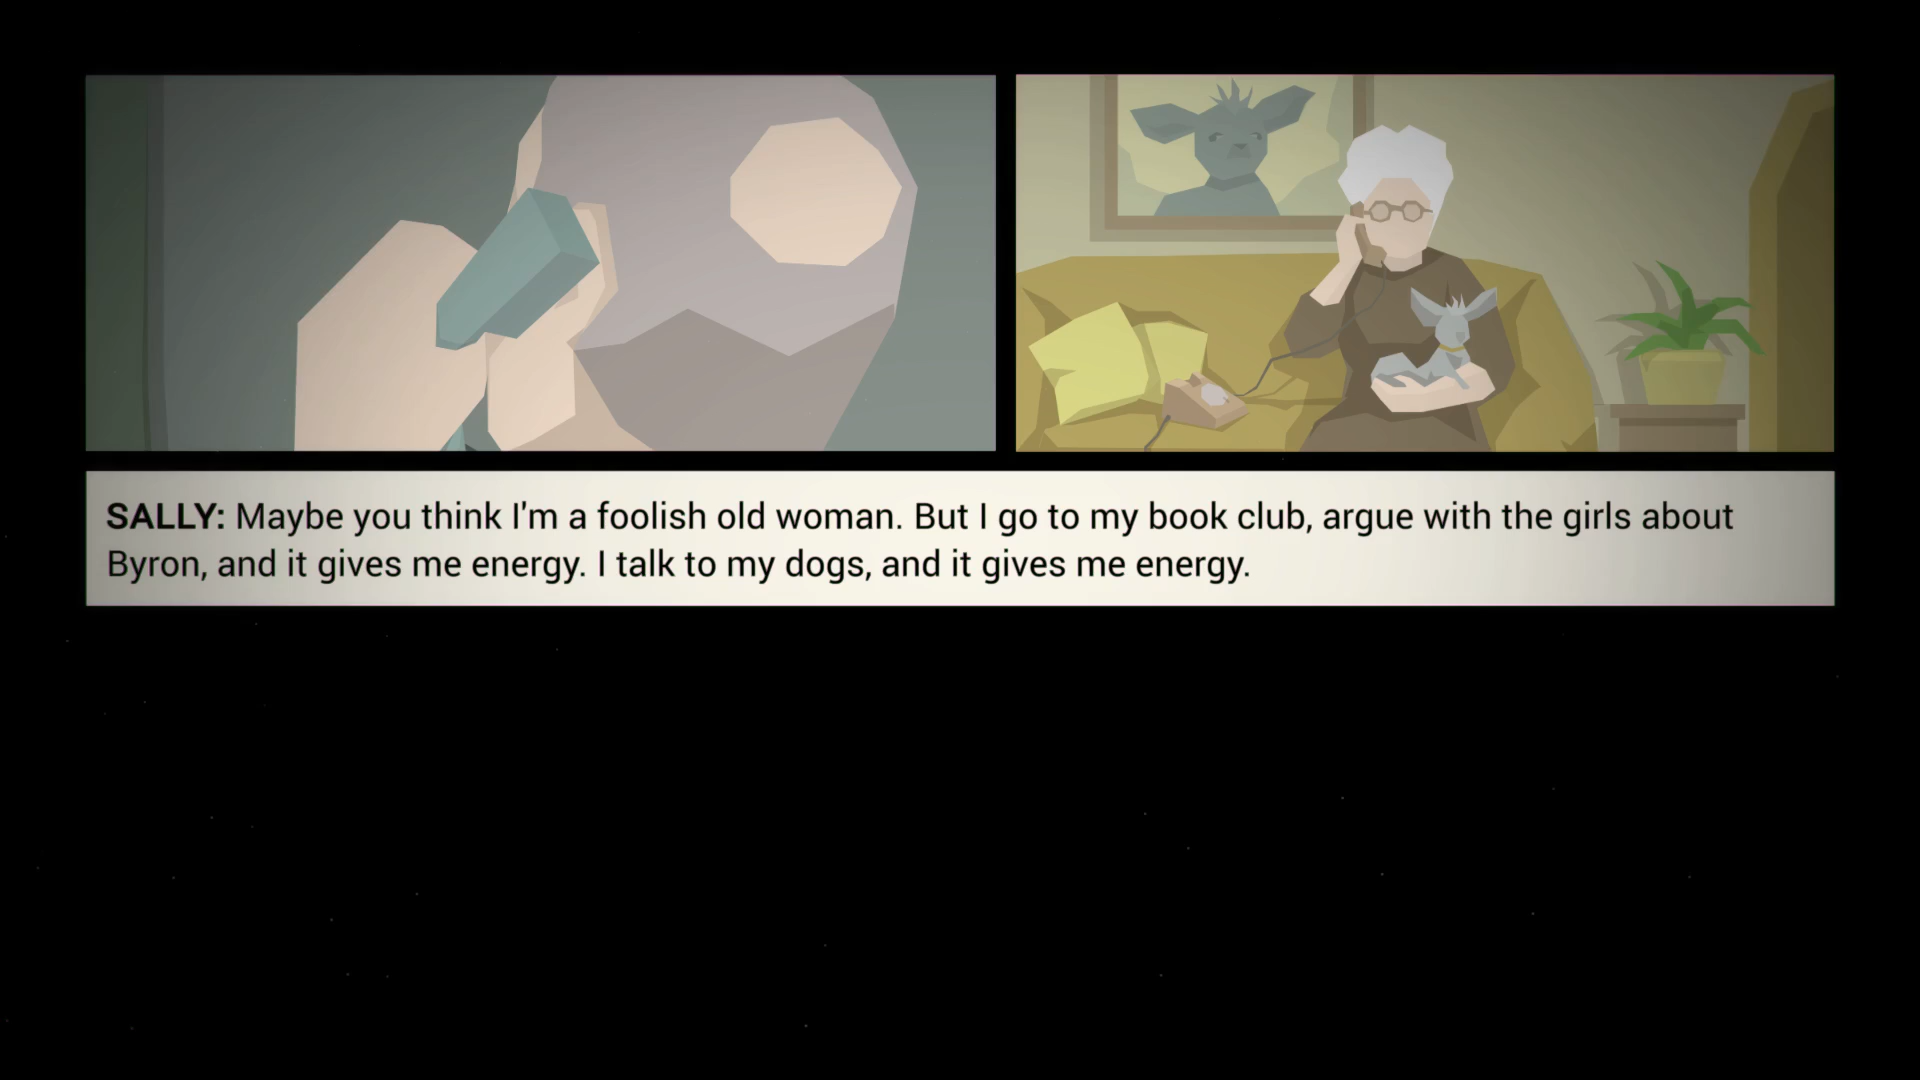 SALLY: Maybe you think I'm a foolish old woman. But I go to my book club, argue with the girls about
Byron, and it gives me energy. I talk to my dogs, and it gives me energy.